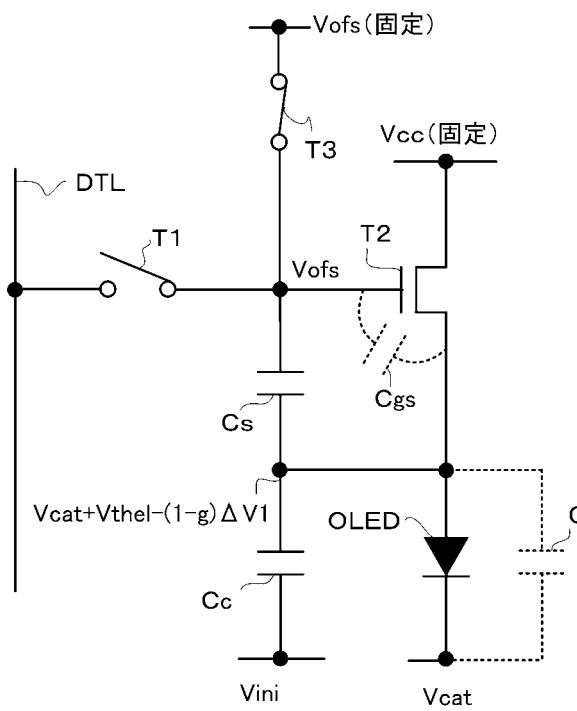 Vofs(固定)
T3
Vcc(固定)
DTL
T1
T2
Vofs
Cgs
Cs
Vcat+Vthel-(1-g)ΔV1
OLED
Cc
Vini
Vcat